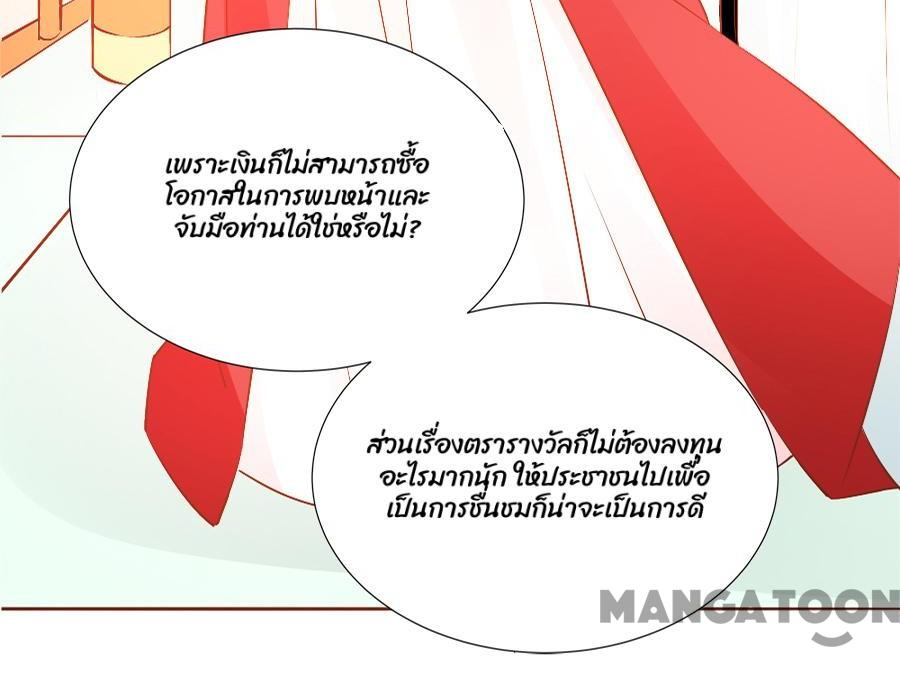 เพราะเงินก็ไม่สามารถซื้อ
โอกาสในการพบหน้าและ
จับมือท่านได้ใช่หรือไม่?
ส่วนเรื่องตรารางวัลก็ไม่ต้องลงทุน
อะไรมากนัก ให้ประชาชนไปเพื่อ
เป็นการชื่นชมก็น่าจะเป็นการดี
MANGATOON